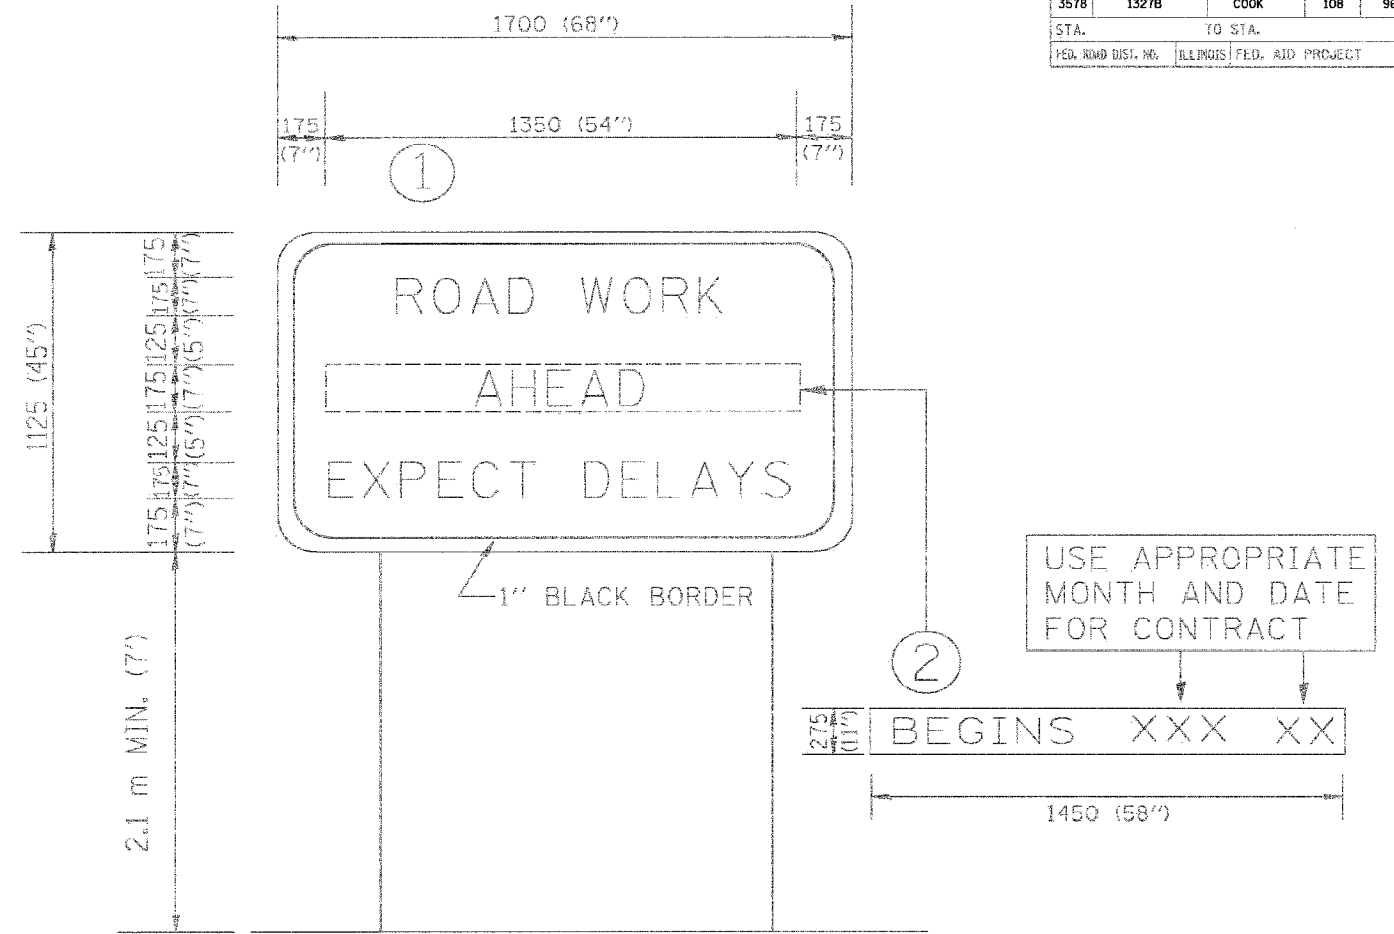 1700 (68")
3578 1327B COOK 108
STA. TO STA.
FED. ROAD DIST. NO. ILLINOIS FED. AID PROJECT
175 1350 (54") 175
(7") (7")
1
1125 (45")
175 (7")
175 (7")
125 (5")
175 (7")
125 (5")
175 (7")
175 (7")
ROAD WORK
AHEAD
EXPECT DELAYS
1" BLACK BORDER
2.1 m MIN. (7')
USE APPROPRIATE
MONTH AND DATE
FOR CONTRACT
2
275
(11")
BEGINS XXX XX
1450 (58")